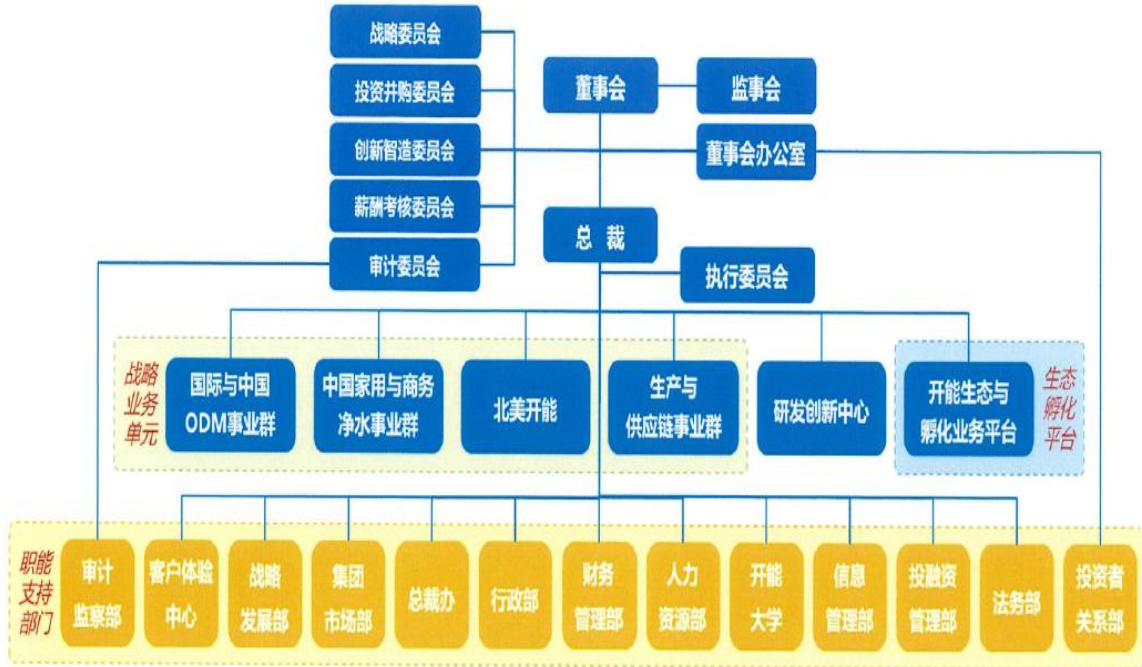 战略委员会
投资并购委员会
创新智造委员会
薪酬考核委员会
审计委员会
董事会
监事会
董事会办公室
总 裁
执行委员会
战略
业务
单元
国际与中国
ODM事业群
中国家用与商务
净水事业群
北美开能
生产与
供应链事业群
研发创新中心
开能生态与
孵化业务平台
生态
孵化
平台
职能
支持
部门
审计
监察部
客户体验
中心
战略
发展部
集团
市场部
总裁办
行政部
财务
管理部
人力
资源部
开能
大学
信息
管理部
投融资
管理部
法务部
投资者
关系部